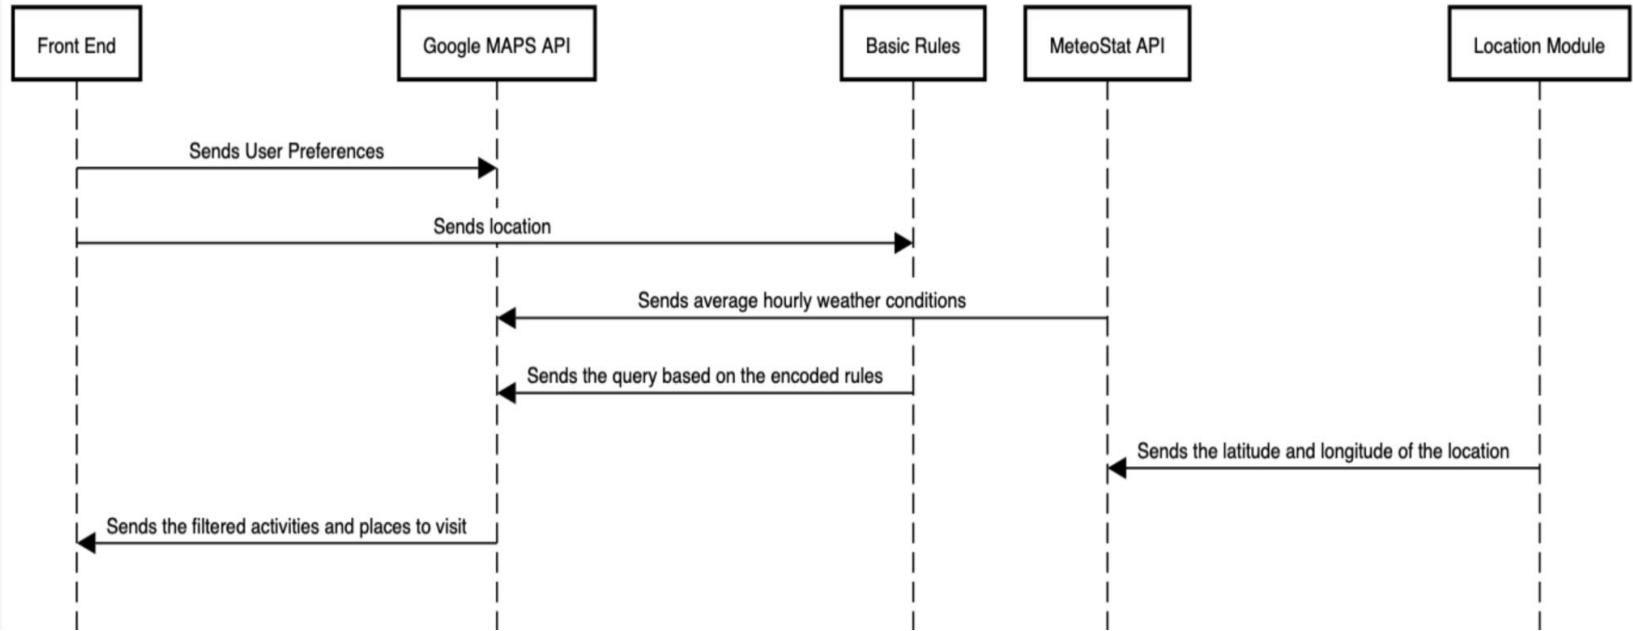 Front End
Google MAPS API
Basic Rules
MeteoStat API
Location Module
Sends User Preferences
Sends location
Sends average hourly weather conditions
Sends the query based on the encoded rules
Sends the latitude and longitude of the location
Sends the filtered activities and places to visit